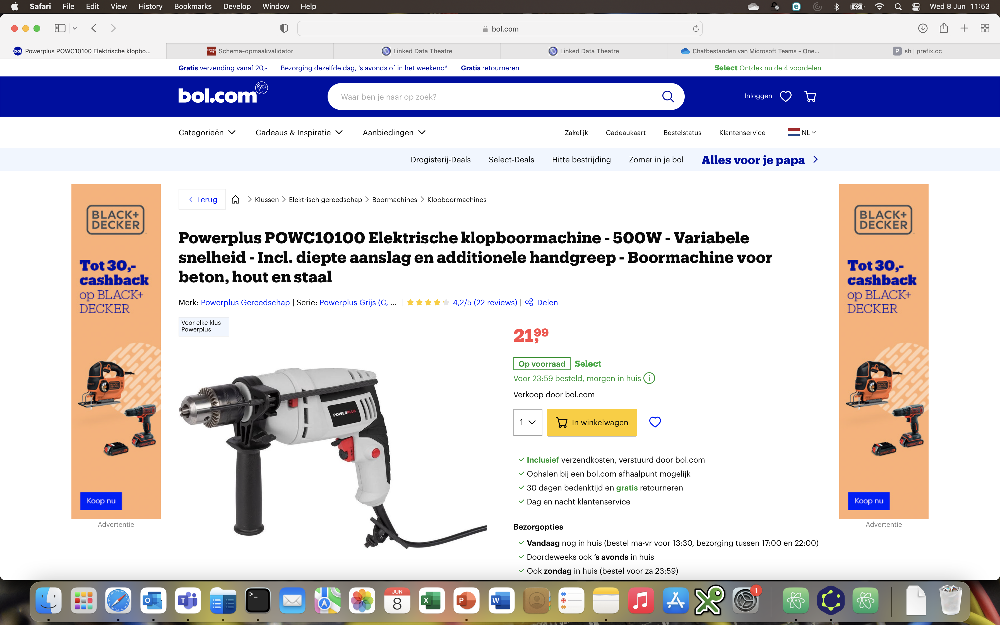 Safari File Edit View History Bookmarks Develop Window Help
Wed 8 Jun 11:53
bol.com
Powerplus POWC10100 Elektrische klopbo...
Schema-opmaakvalidator
Linked Data Theatre
Linked Data Theatre
Chatbestanden van Microsoft Teams - One...
sh | prefix.cc
Gratis verzending vanaf 20,- Bezorging dezelfde dag, 's avonds of in het weekend* Gratis retourneren
Select Ontdek nu de 4 voordelen
bol.com
Waar ben je naar op zoek?
Inloggen
Categorieën Cadeaus & Inspiratie Aanbiedingen
Zakelijk Cadeaukaart Bestelstatus Klantenservice NL
Drogisterij-Deals Select-Deals Hitte bestrijding Zomer in je bol Alles voor je papa
Terug
Klussen Elektrisch gereedschap Boormachines Klopboormachines
Powerplus POWC10100 Elektrische klopboormachine - 500W - Variabele
snelheid - Incl. diepte aanslag en additionele handgreep - Boormachine voor
beton, hout en staal
Merk: Powerplus Gereedschap | Serie: Powerplus Grijs (C, ... | 4,2/5 (22 reviews) | Delen
Voor elke klus
Powerplus
POWERPLUS
21,99
Op voorraad Select
Voor 23:59 besteld, morgen in huis
Verkoop door bol.com
1
In winkelwagen
Inclusief verzendkosten, verstuurd door bol.com
Ophalen bij een bol.com afhaalpunt mogelijk
30 dagen bedenktijd en gratis retourneren
Dag en nacht klantenservice
Bezorgopties
Vandaag nog in huis (bestel ma-vr voor 13:30, bezorging tussen 17:00 en 22:00)
Doordeweeks ook 's avonds in huis
Ook zondag in huis (bestel voor za 23:59)
BLACK+
DECKER
Tot 30,-
cashback
op BLACK+
DECKER
Koop nu
Advertentie
BLACK+
DECKER
Tot 30,-
cashback
op BLACK+
DECKER
Koop nu
Advertentie
JUN
8
1